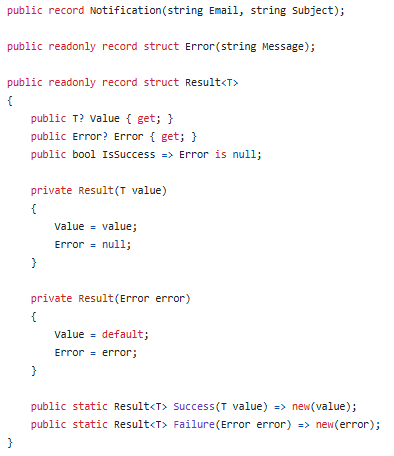 public record Notification(string Email, string Subject);

public readonly record struct Error(string Message);

public readonly record struct Result<T>
{
    public T? Value { get; }
    public Error? Error { get; }
    public bool IsSuccess => Error is null;

    private Result(T value)
    {
        Value = value;
        Error = null;
    }

    private Result(Error error)
    {
        Value = default;
        Error = error;
    }

    public static Result<T> Success(T value) => new(value);
    public static Result<T> Failure(Error error) => new(error);
}